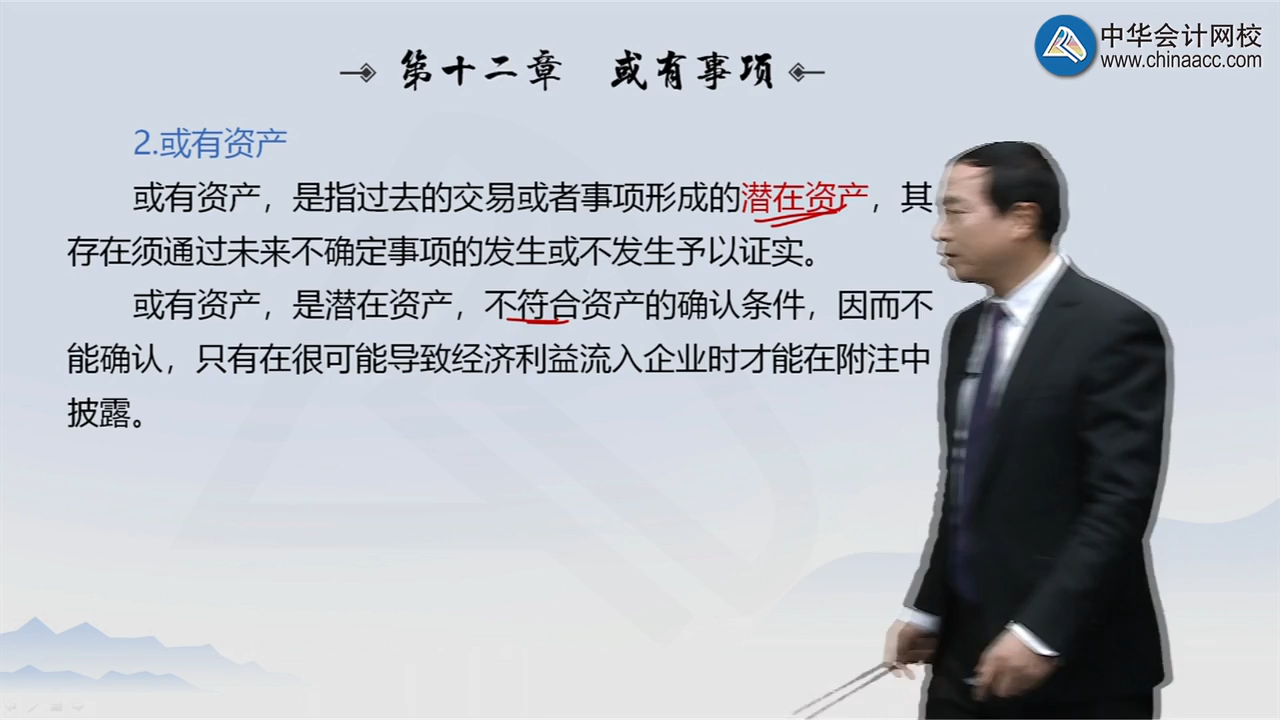 中华会计网校
www.chinaacc.com
第十二章 或有事项
2.或有资产
或有资产，是指过去的交易或者事项形成的潜在资产，其
存在须通过未来不确定事项的发生或不发生予以证实。
或有资产，是潜在资产，不符合资产的确认条件，因而不
能确认，只有在很可能导致经济利益流入企业时才能在附注中
披露。